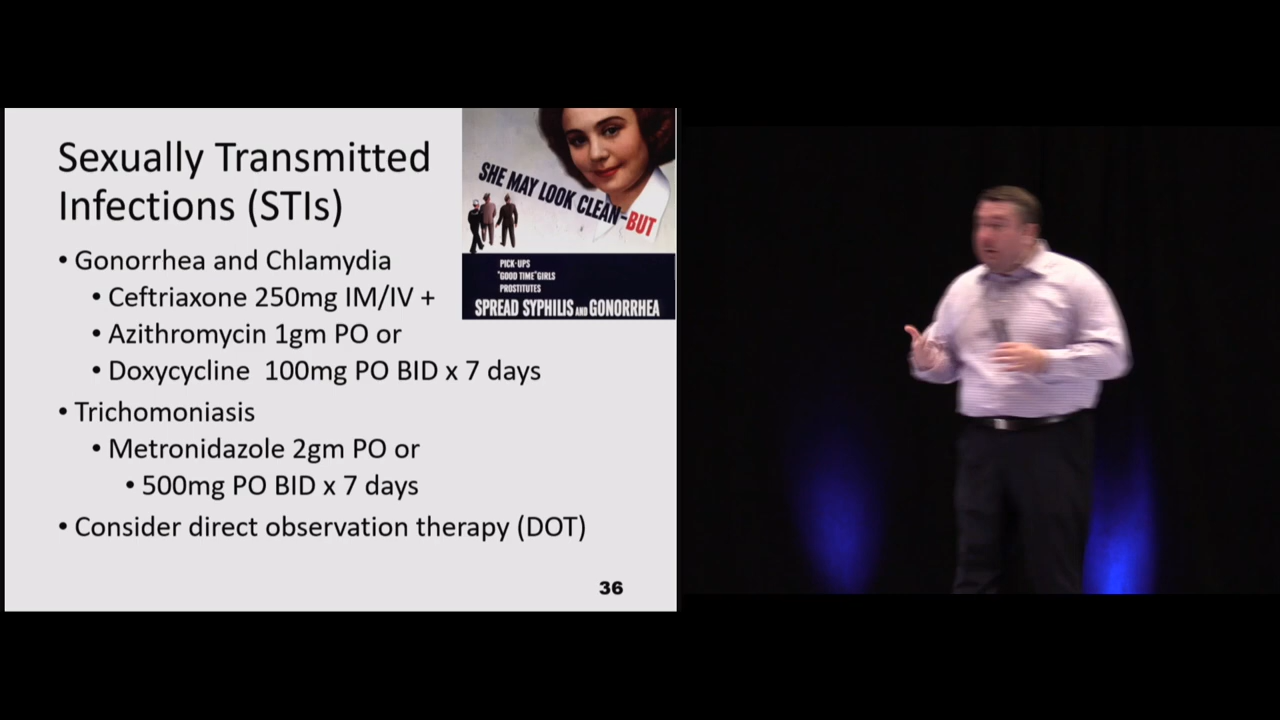 Sexually Transmitted
Infections (STIs)
• Gonorrhea and Chlamydia
• Ceftriaxone 250mg IM/IV +
• Azithromycin 1gm PO or
• Doxycycline 100mg PO BID x 7 days
• Trichomoniasis
• Metronidazole 2gm PO or
• 500mg PO BID x 7 days
• Consider direct observation therapy (DOT)
36
SHE MAY LOOK CLEAN-BUT
PICK-UPS
"GOOD TIME" GIRLS
PROSTITUTES
SPREAD SYPHILIS AND GONORRHEA